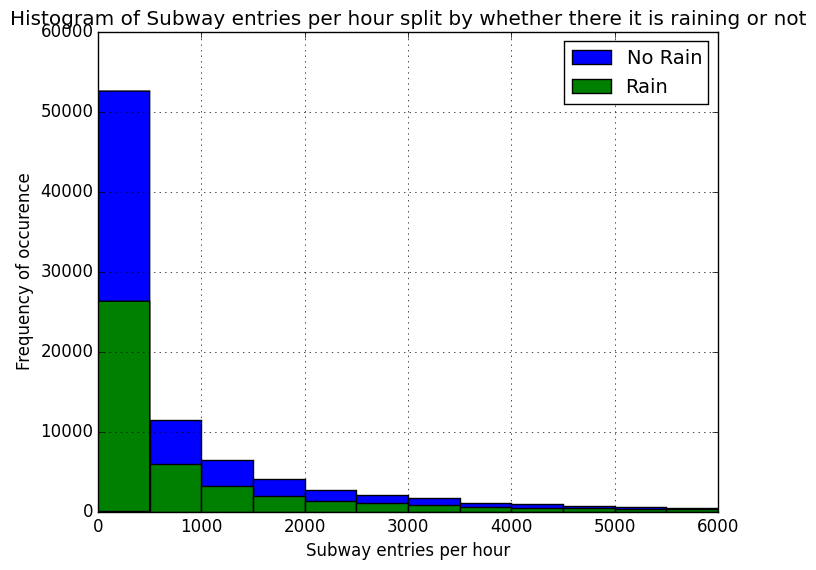 Histogram of Subway entries per hour split by whether there it is raining or not
60000
50000
40000
30000
20000
10000
0
Frequency of occurence
No Rain
Rain
0 1000 2000 3000 4000 5000 6000
Subway entries per hour